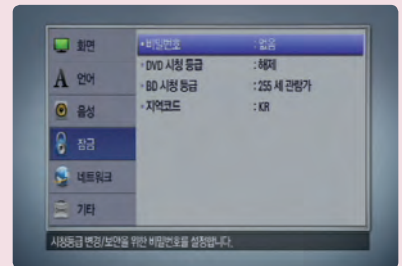 화면
A 언어
음성
잠금
네트워크
기타
• 비밀번호 : 없음
• DVD 시청 등급 : 해제
• BD 시청 등급 : 255 세 관람가
• 지역코드 : KR
시청등급 변경/보안을 위한 비밀번호를 설정합니다.